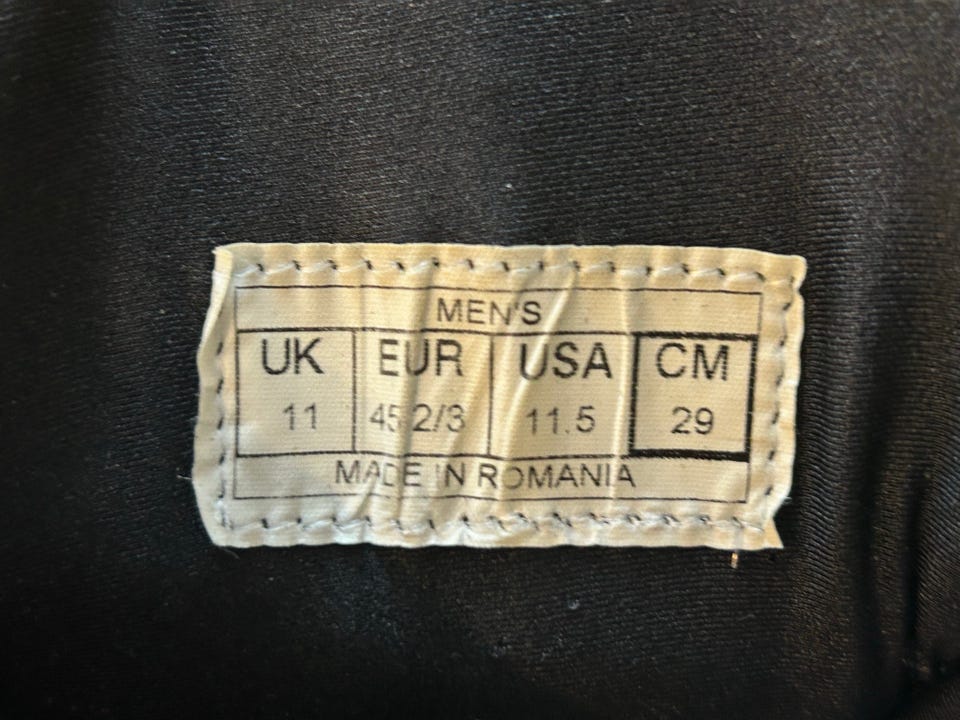 MEN'S
UK EUR USA CM
11 45 2/3 11.5 29
MADE IN ROMANIA